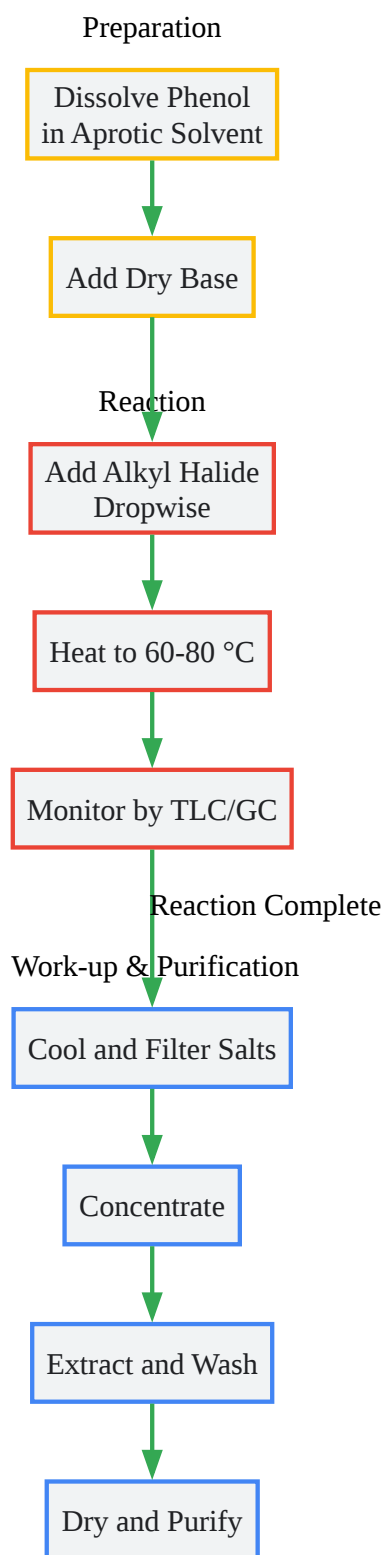 Preparation
Dissolve Phenol
in Aprotic Solvent
Add Dry Base
Reaction
Add Alkyl Halide
Dropwise
Heat to 60-80 °C
Monitor by TLC/GC
Reaction Complete
Work-up & Purification
Cool and Filter Salts
Concentrate
Extract and Wash
Dry and Purify